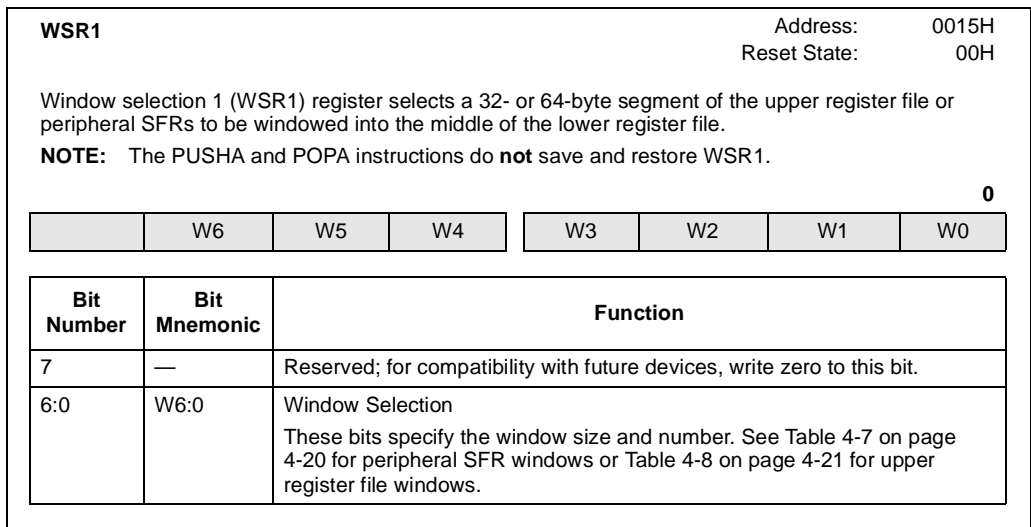 WSR1 Address: 0015H
Reset State: 00H
Window selection 1 (WSR1) register selects a 32- or 64-byte segment of the upper register file or
peripheral SFRs to be windowed into the middle of the lower register file.
NOTE: The PUSHA and POPA instructions do not save and restore WSR1.
0
W6 W5 W4 W3 W2 W1 W0
Bit Number Bit Mnemonic Function
7 — Reserved; for compatibility with future devices, write zero to this bit.
6:0 W6:0 Window Selection
These bits specify the window size and number. See Table 4-7 on page
4-20 for peripheral SFR windows or Table 4-8 on page 4-21 for upper
register file windows.